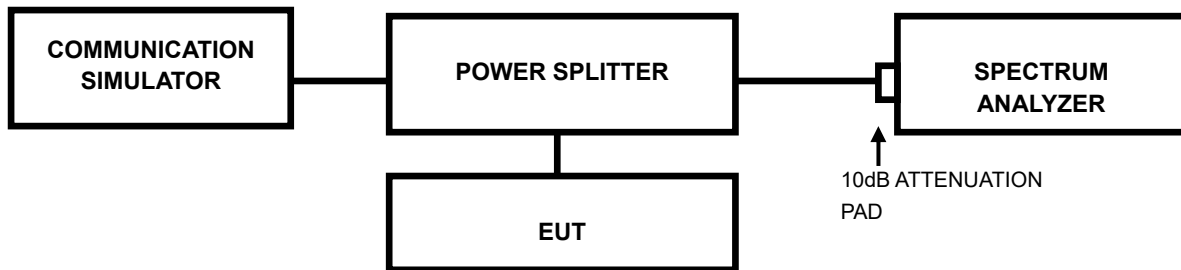 COMMUNICATION
SIMULATOR
POWER SPLITTER
SPECTRUM
ANALYZER
10dB ATTENUATION
PAD
EUT